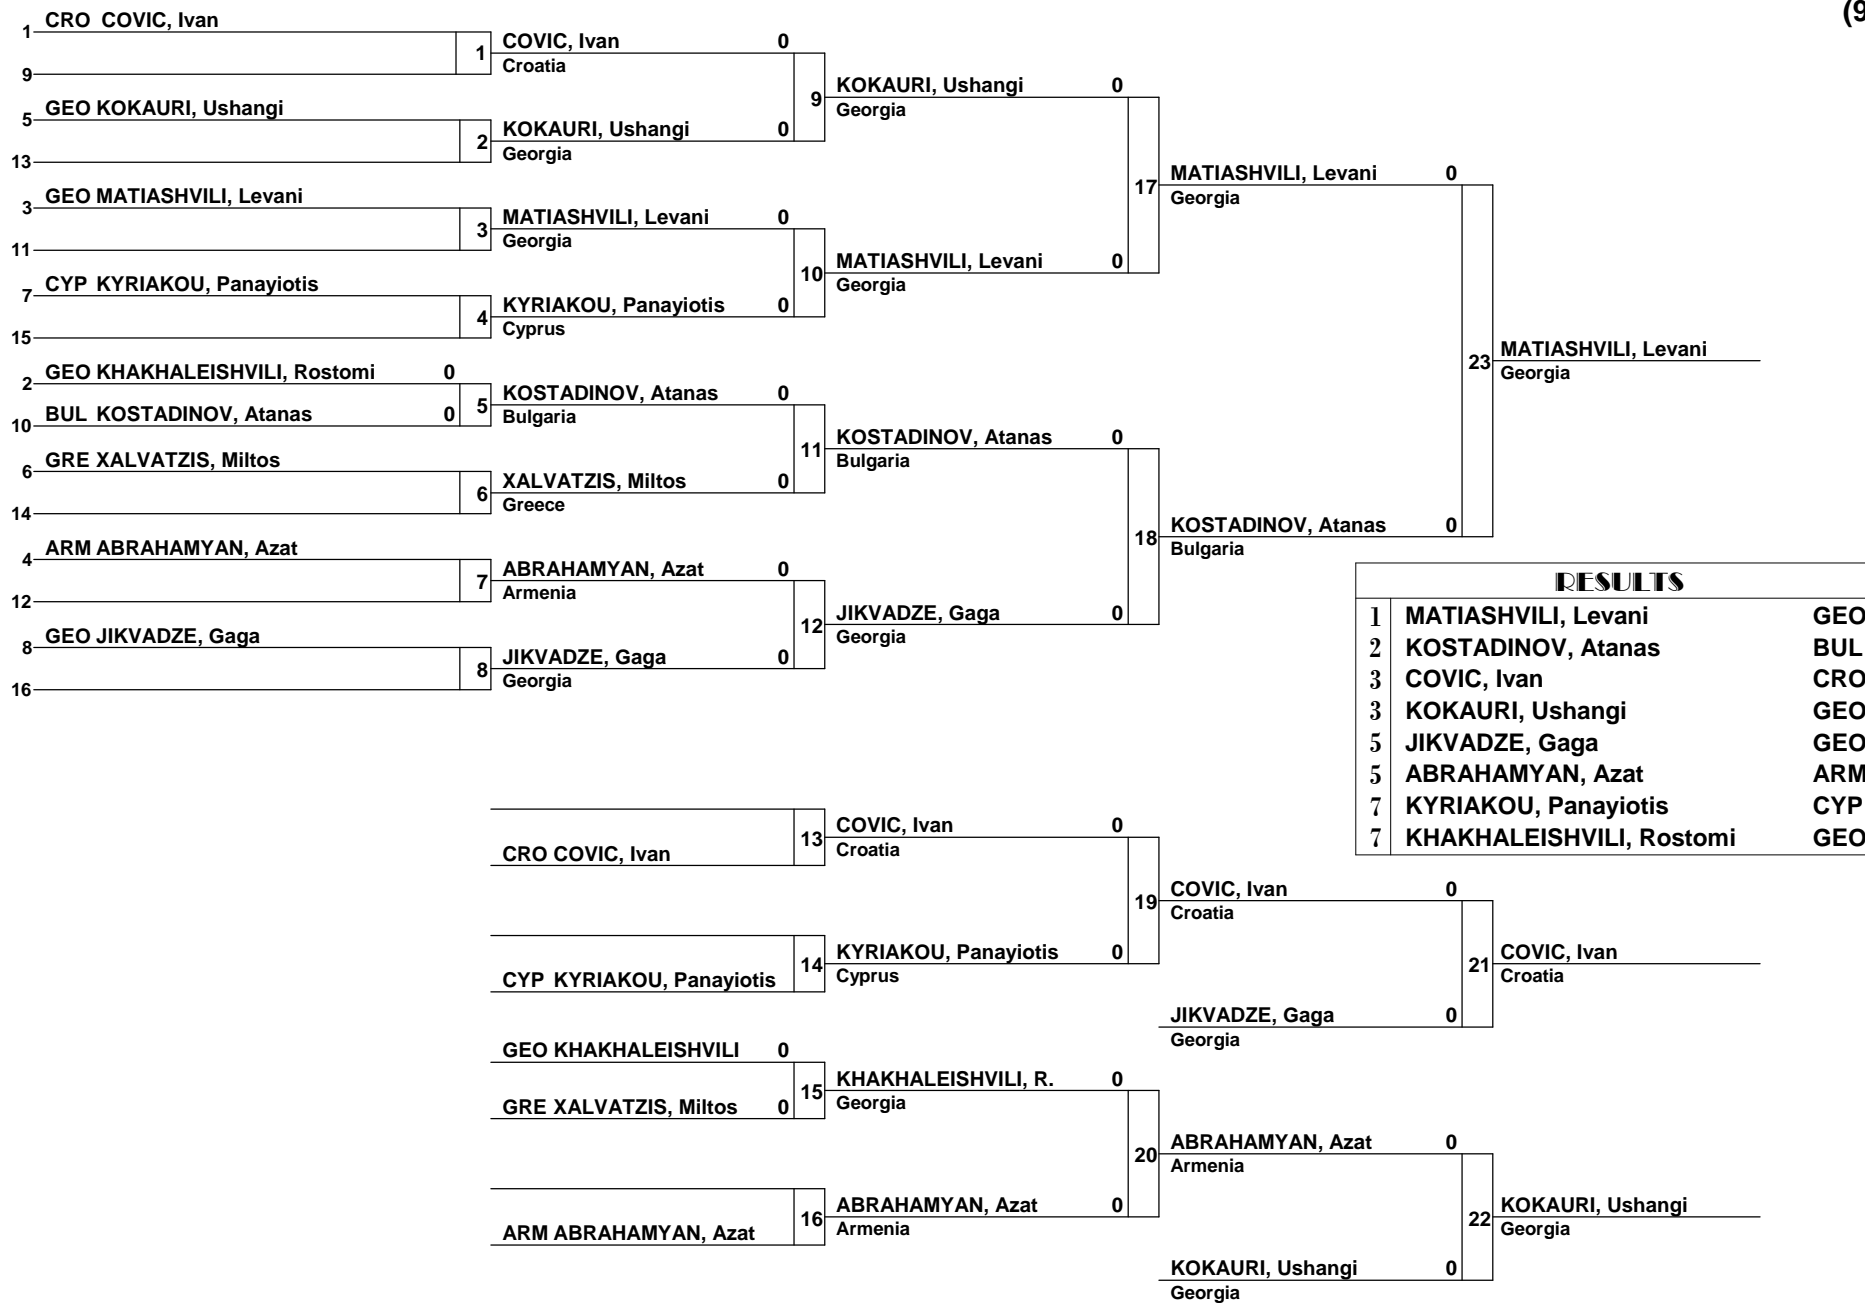 (9
1 CRO COVIC, Ivan
9
1 COVIC, Ivan 0
Croatia
5 GEO KOKAURI, Ushangi
13
2 KOKAURI, Ushangi 0
Georgia
9 KOKAURI, Ushangi 0
Georgia
3 GEO MATIASHVILI, Levani
11
3 MATIASHVILI, Levani 0
Georgia
7 CYP KYRIAKOU, Panayiotis
15
4 KYRIAKOU, Panayiotis 0
Cyprus
10 MATIASHVILI, Levani 0
Georgia
17 MATIASHVILI, Levani 0
Georgia
2 GEO KHAKHALEISHVILI, Rostomi 0
10 BUL KOSTADINOV, Atanas 0
5 KOSTADINOV, Atanas 0
Bulgaria
6 GRE XALVATZIS, Miltos
14
6 XALVATZIS, Miltos 0
Greece
11 KOSTADINOV, Atanas 0
Bulgaria
4 ARM ABRAHAMYAN, Azat
12
7 ABRAHAMYAN, Azat 0
Armenia
8 GEO JIKVADZE, Gaga
16
8 JIKVADZE, Gaga 0
Georgia
12 JIKVADZE, Gaga 0
Georgia
18 KOSTADINOV, Atanas 0
Bulgaria
23 MATIASHVILI, Levani
Georgia
RESULTS
1 MATIASHVILI, Levani GEO
2 KOSTADINOV, Atanas BUL
3 COVIC, Ivan CRO
3 KOKAURI, Ushangi GEO
5 JIKVADZE, Gaga GEO
5 ABRAHAMYAN, Azat ARM
7 KYRIAKOU, Panayiotis CYP
7 KHAKHALEISHVILI, Rostomi GEO
CRO COVIC, Ivan
13 COVIC, Ivan 0
Croatia
CYP KYRIAKOU, Panayiotis
14 KYRIAKOU, Panayiotis 0
Cyprus
19 COVIC, Ivan 0
Croatia
JIKVADZE, Gaga 0
Georgia
21 COVIC, Ivan
Croatia
GEO KHAKHALEISHVILI 0
GRE XALVATZIS, Miltos 0
15 KHAKHALEISHVILI, R. 0
Georgia
ARM ABRAHAMYAN, Azat
16 ABRAHAMYAN, Azat 0
Armenia
20 ABRAHAMYAN, Azat 0
Armenia
KOKAURI, Ushangi 0
Georgia
22 KOKAURI, Ushangi
Georgia